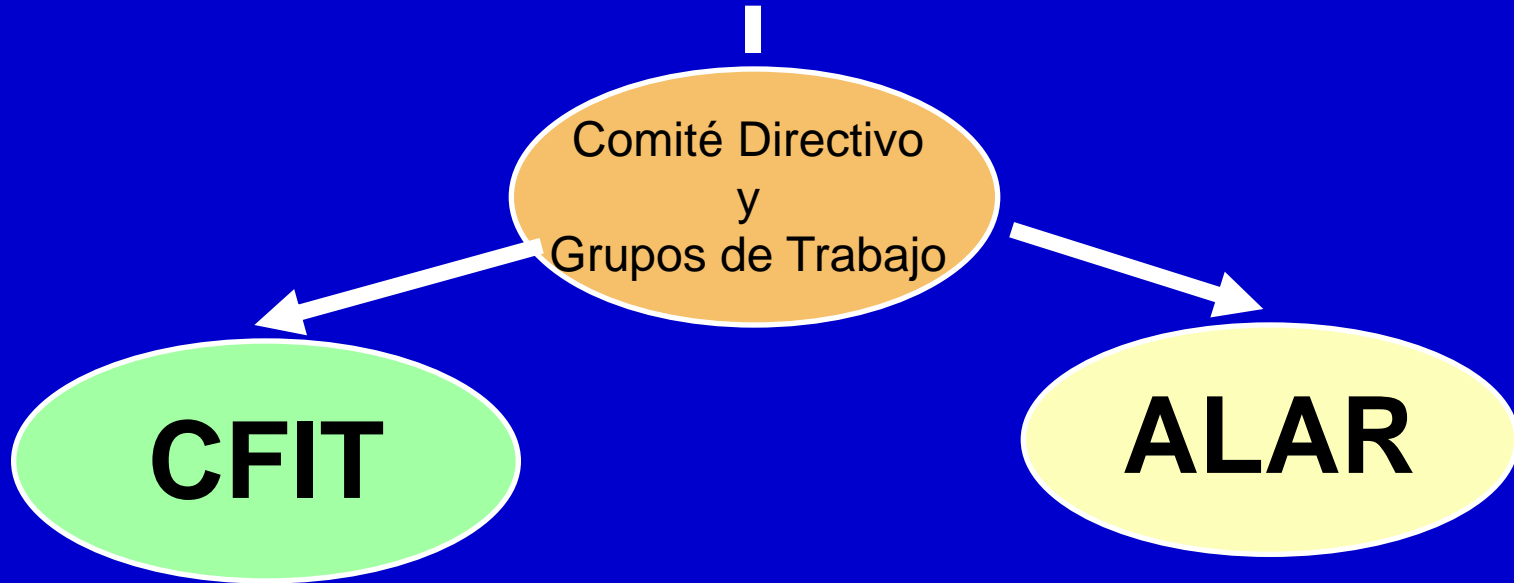 Comité Directivo
y
Grupos de Trabajo
CFIT
ALAR